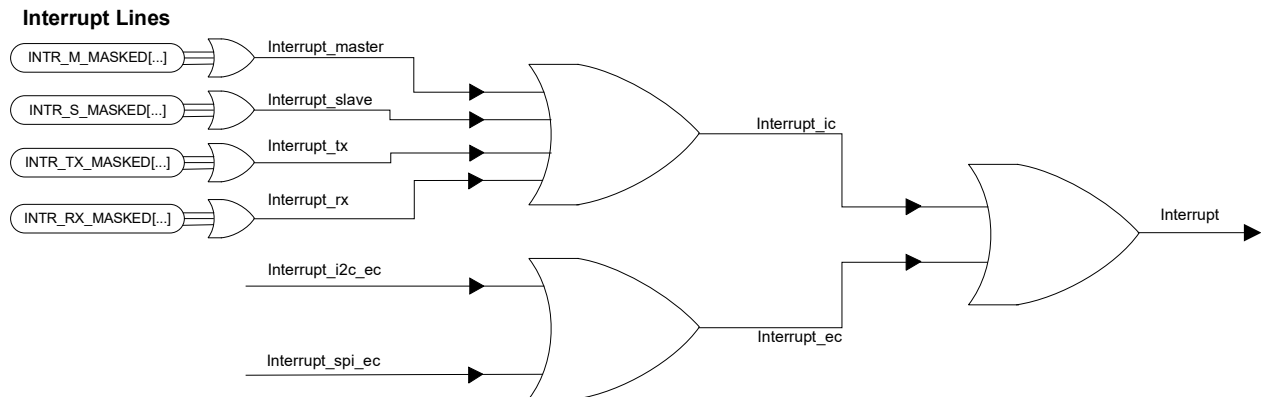 Interrupt Lines
INTR_M_MASKED[...]
Interrupt_master
INTR_S_MASKED[...]
Interrupt_slave
INTR_TX_MASKED[...]
Interrupt_tx
INTR_RX_MASKED[...]
Interrupt_rx
Interrupt_ic
Interrupt
Interrupt_i2c_ec
Interrupt_ec
Interrupt_spi_ec